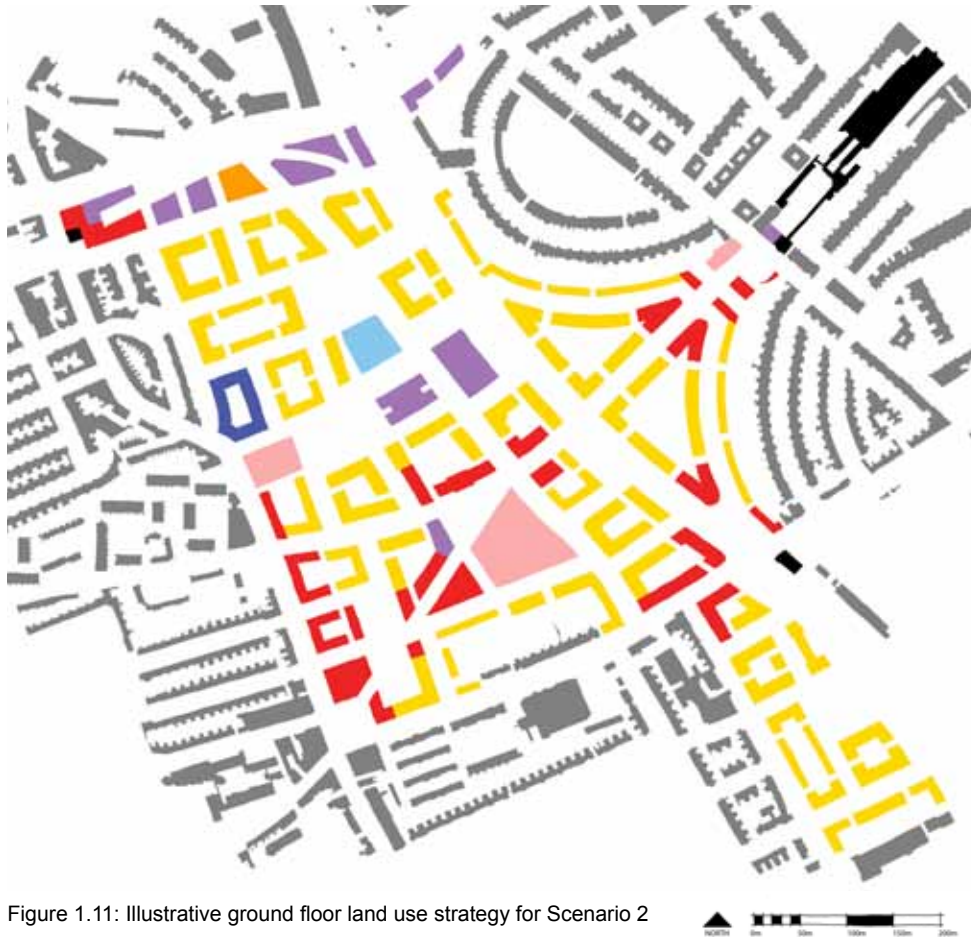 Figure 1.11: Illustrative ground floor land use strategy for Scenario 2
NORTH
0m 50m 100m 150m 200m